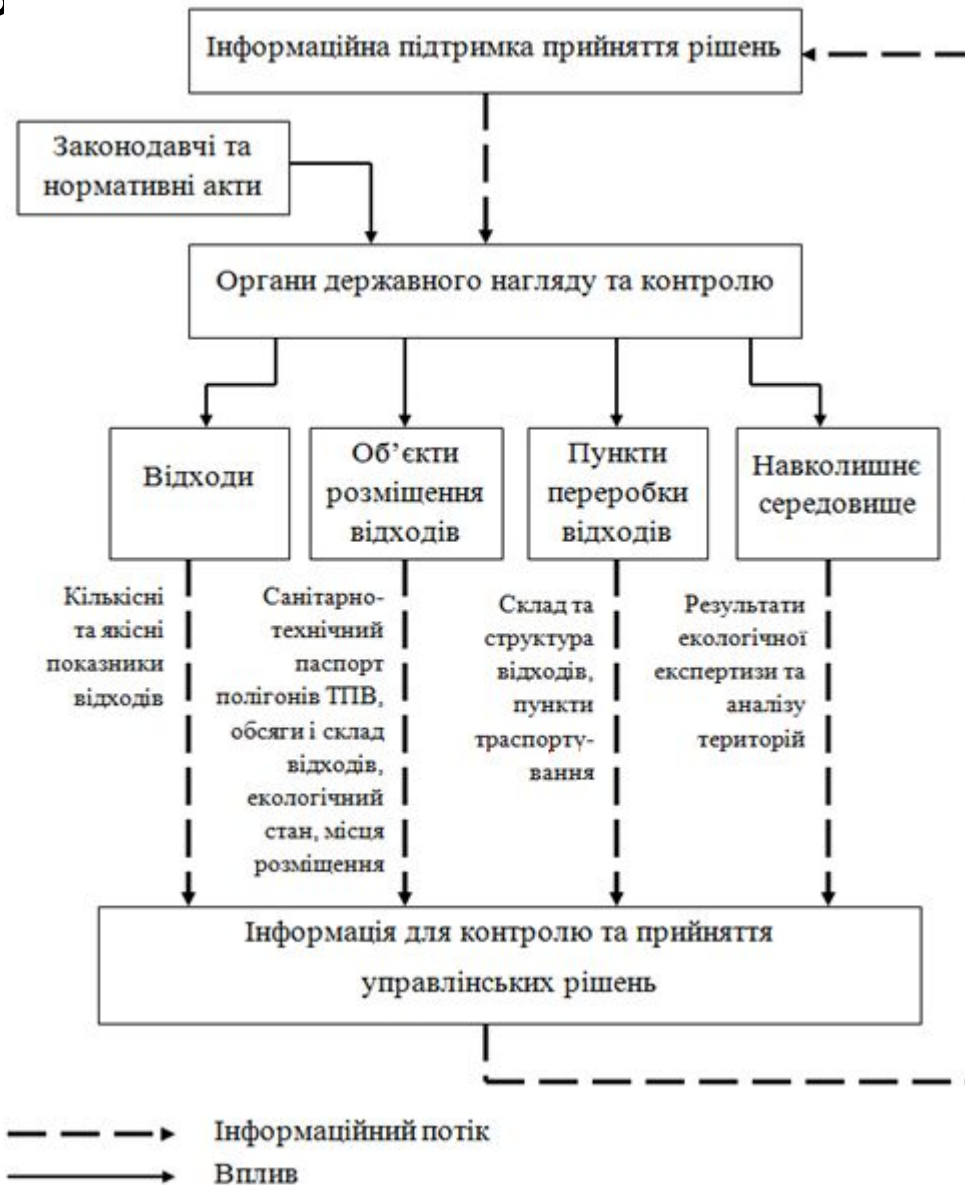 Інформаційна підтримка прийняття рішень
Законодавчі та
нормативні акти
Органи державного нагляду та контролю
Відходи
Об’єкти
розміщення
відходів
Пункти
переробки
відходів
Навколишнє
середовище
Кількісні
та якісні
показники
відходів
Санітарно-
технічний
паспорт
полігонів ТПВ,
обсяги і склад
відходів,
екологічний
стан, місця
розміщення
Склад та
структура
відходів,
пункти
траспорту-
вання
Результати
екологічної
експертизи та
аналізу
територій
Інформація для контролю та прийняття
управлінських рішень
Інформаційний потік
Вплив